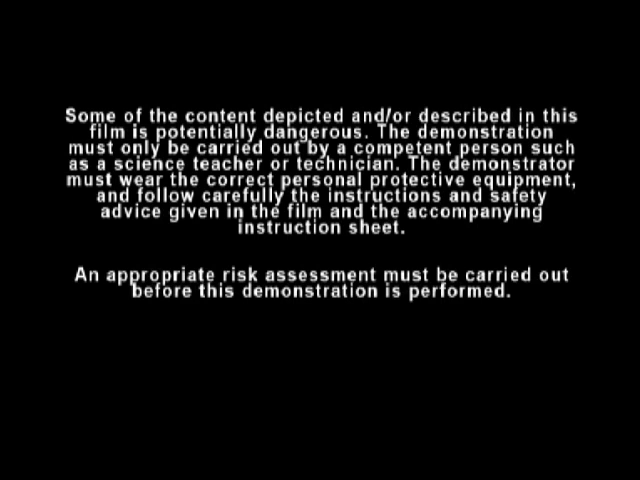 Some of the content depicted and/or described in this
film is potentially dangerous. The demonstration
must only be carried out by a competent person such
as a science teacher or technician. The demonstrator
must wear the correct personal protective equipment,
and follow carefully the instructions and safety
advice given in the film and the accompanying
instruction sheet.
An appropriate risk assessment must be carried out
before this demonstration is performed.